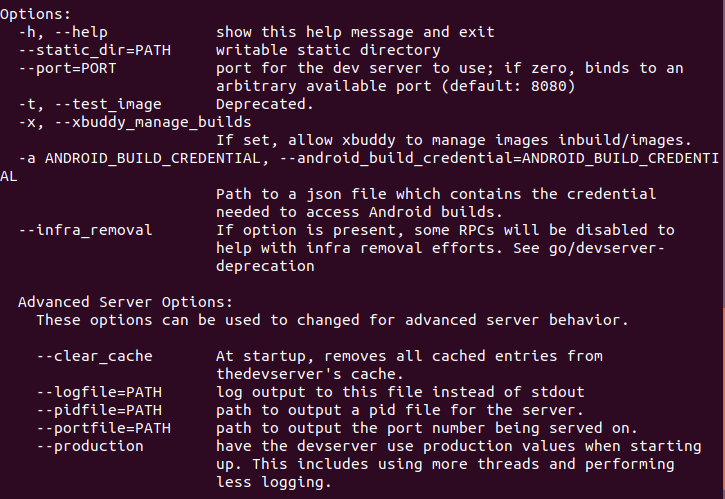 Options:
-h, --help show this help message and exit
--static_dir=PATH writable static directory
--port=PORT port for the dev server to use; if zero, binds to an
arbitrary available port (default: 8080)
-t, --test_image Deprecated.
-x, --xbuddy_manage_builds
If set, allow xbuddy to manage images inbuild/images.
-a ANDROID_BUILD_CREDENTIAL, --android_build_credential=ANDROID_BUILD_CREDENTI
AL
Path to a json file which contains the credential
needed to access Android builds.
--infra_removal If option is present, some RPCs will be disabled to
help with infra removal efforts. See go/devserver-
deprecation
Advanced Server Options:
These options can be used to changed for advanced server behavior.
--clear_cache At startup, removes all cached entries from
thedevserver's cache.
--logfile=PATH log output to this file instead of stdout
--pidfile=PATH path to output a pid file for the server.
--portfile=PATH path to output the port number being served on.
--production have the devserver use production values when starting
up. This includes using more threads and performing
less logging.